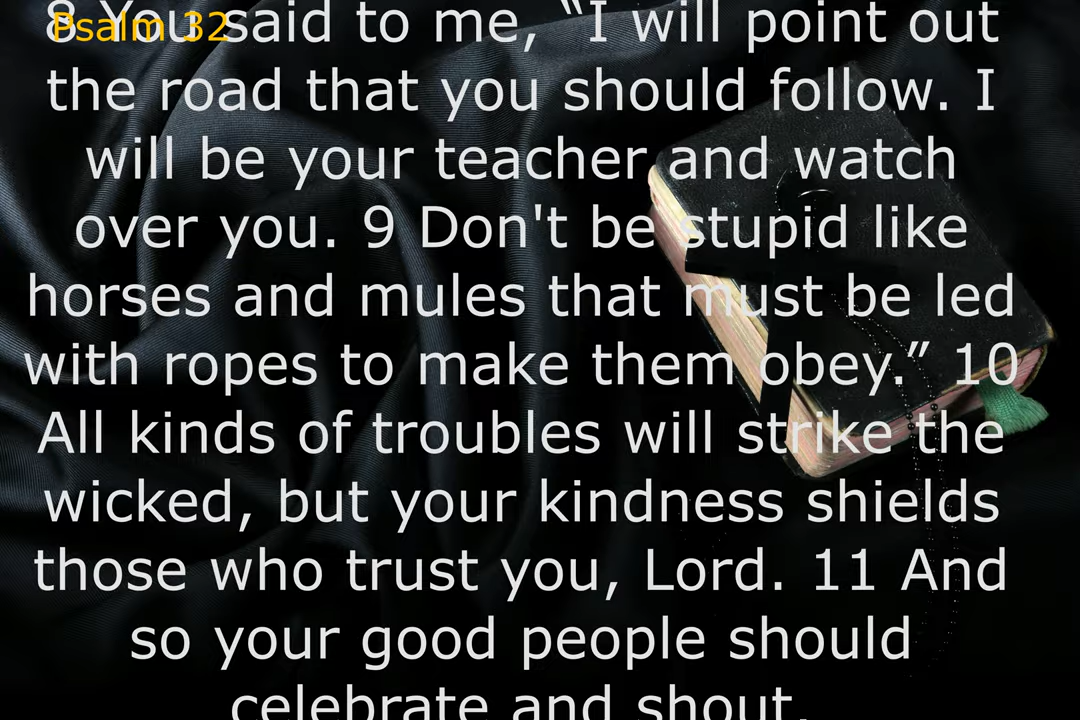 Psalm 32
8 You said to me, “I will point out
the road that you should follow. I
will be your teacher and watch
over you. 9 Don't be stupid like
horses and mules that must be led
with ropes to make them obey.” 10
All kinds of troubles will strike the
wicked, but your kindness shields
those who trust you, Lord. 11 And
so your good people should
celebrate and shout.